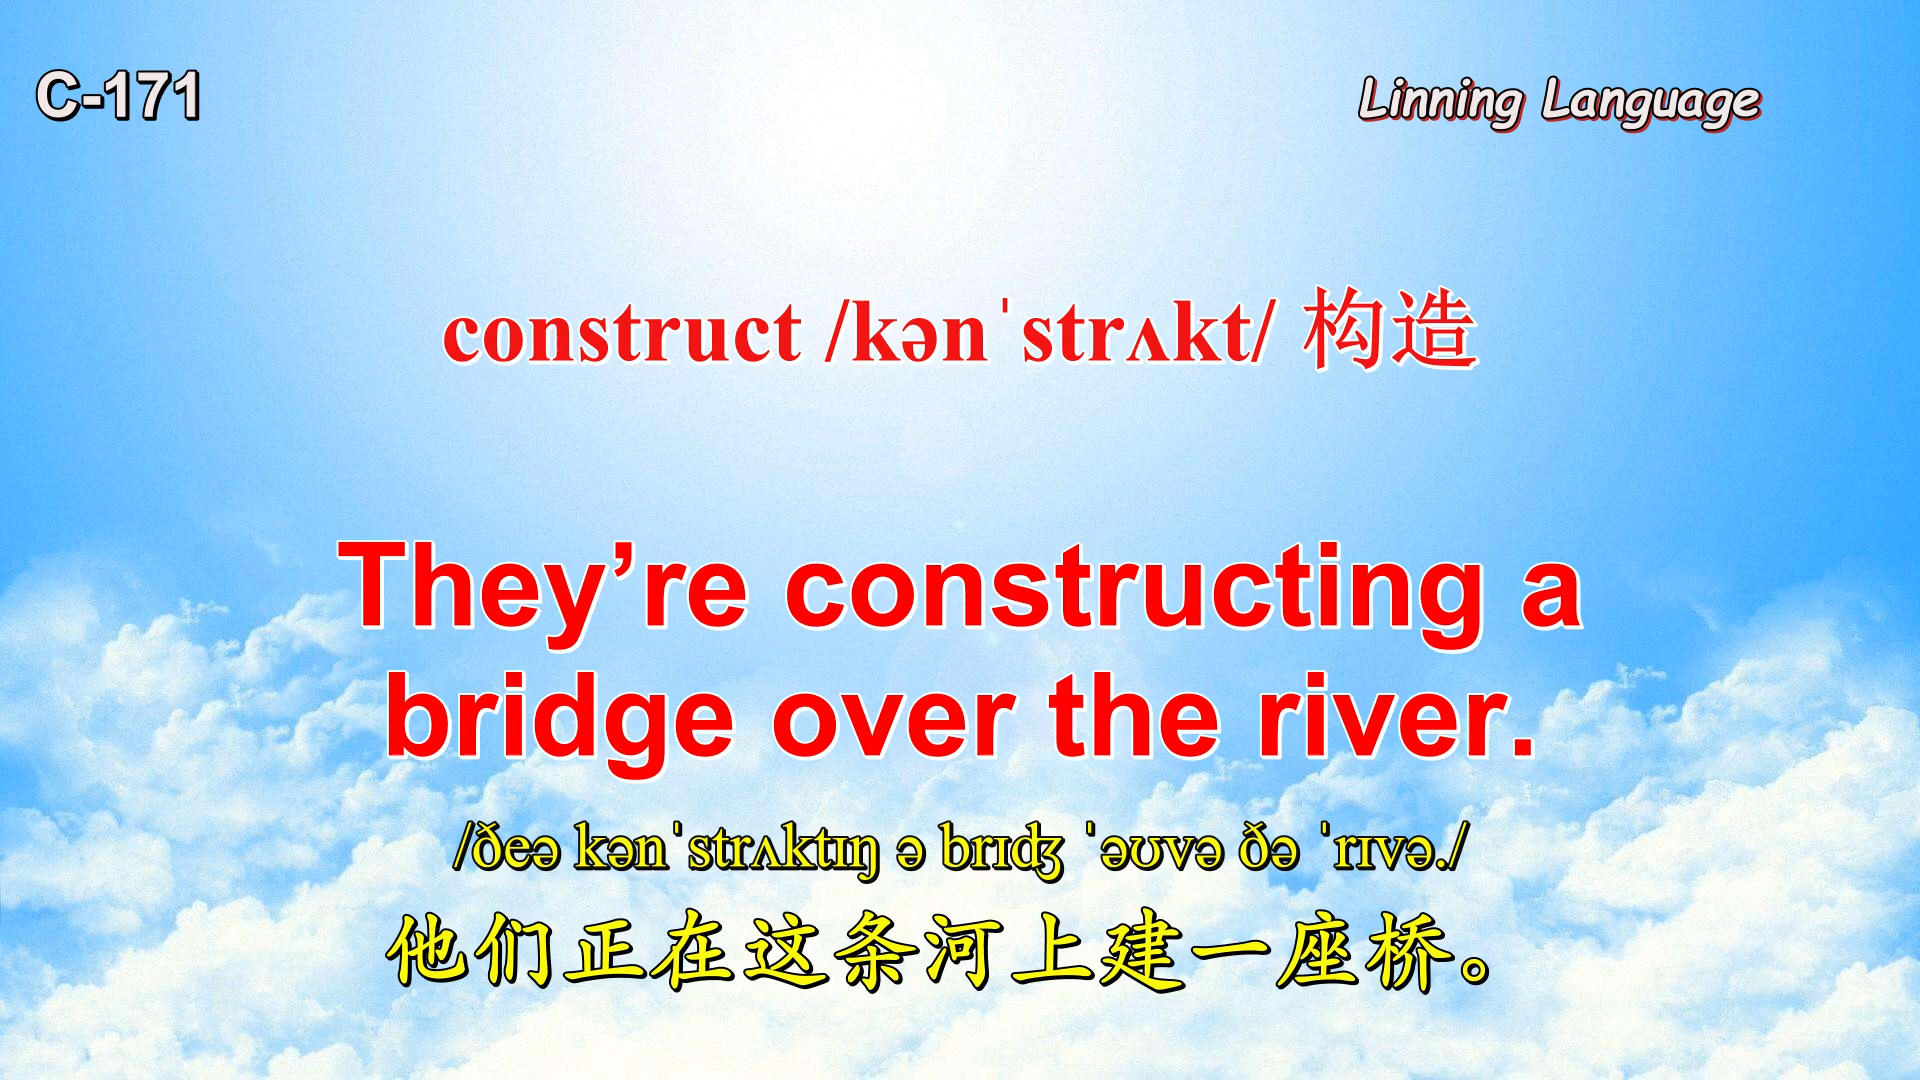 C-171
Linning Language
construct /kənˈstrʌkt/ 构造
They’re constructing a
bridge over the river.
/ðeə kənˈstrʌktɪŋ ə brɪʤ ˈəʊvə ðə ˈrɪvə./
他们正在这条河上建一座桥。